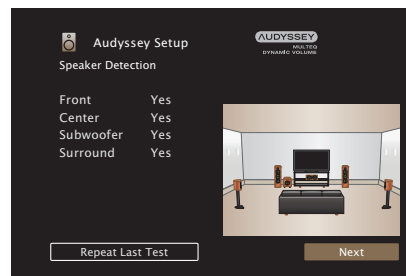 Audyssey Setup
AUDYSSEY
MULTEQ
DYNAMIC VOLUME
Speaker Detection
Front Yes
Center Yes
Subwoofer Yes
Surround Yes
Repeat Last Test
Next